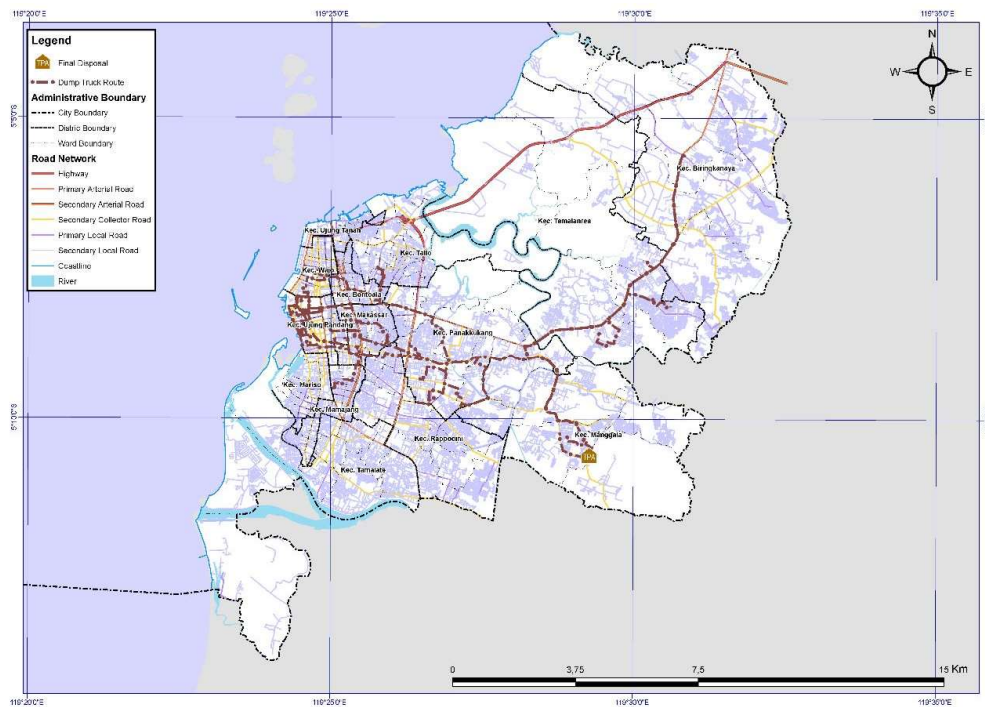 119°20'0"E 119°25'0"E 119°30'0"E 119°35'0"E
N
W E
S
Legend
TPA Final Disposal
Dump Truck Route
Administrative Boundary
City Boundary
Distric Boundary
Ward Boundary
Road Network
Highway
Primary Arterial Road
Secondary Arterial Road
Secondary Collector Road
Primary Local Road
Secondary Local Road
Coastline
River
5°5'0"S
Kec. Biringkanaya
Kec. Tamalanrea
Kec. Ujung Tanah
Kec. Tallo
Kec. Wajo
Kec. Bontoala
Kec. Makassar
Kec. Ujung Pandang
Kec. Panakkukang
Kec. Mariso
Kec. Mamajang
Kec. Rappocini
Kec. Manggala
TPA
Kec. Tamalate
0 3,75 7,5 15 Km
119°20'0"E 119°25'0"E 119°30'0"E 119°35'0"E